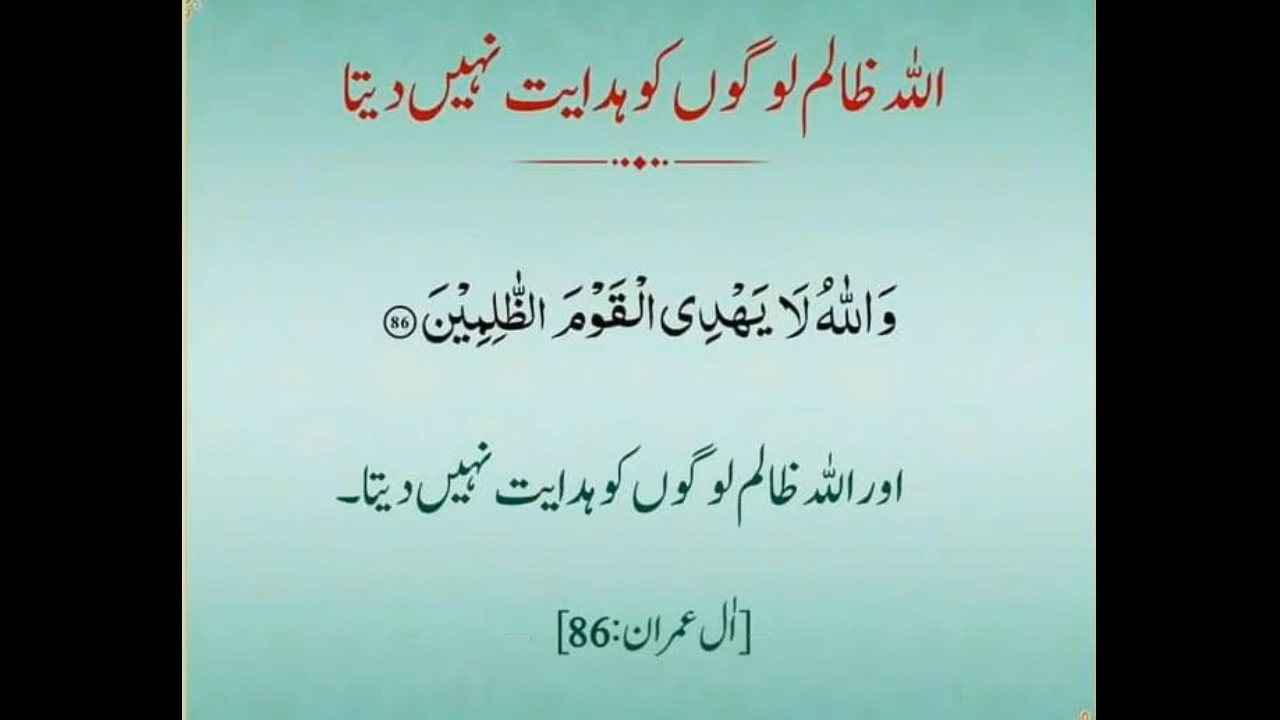 اللہ ظالم لوگوں کو ہدایت نہیں دیتا
وَاللّٰهُ لَا يَهْدِى الْقَوْمَ الظّٰلِمِيْنَ ۝86
اور اللہ ظالم لوگوں کو ہدایت نہیں دیتا۔
[اٰل عمران:86]